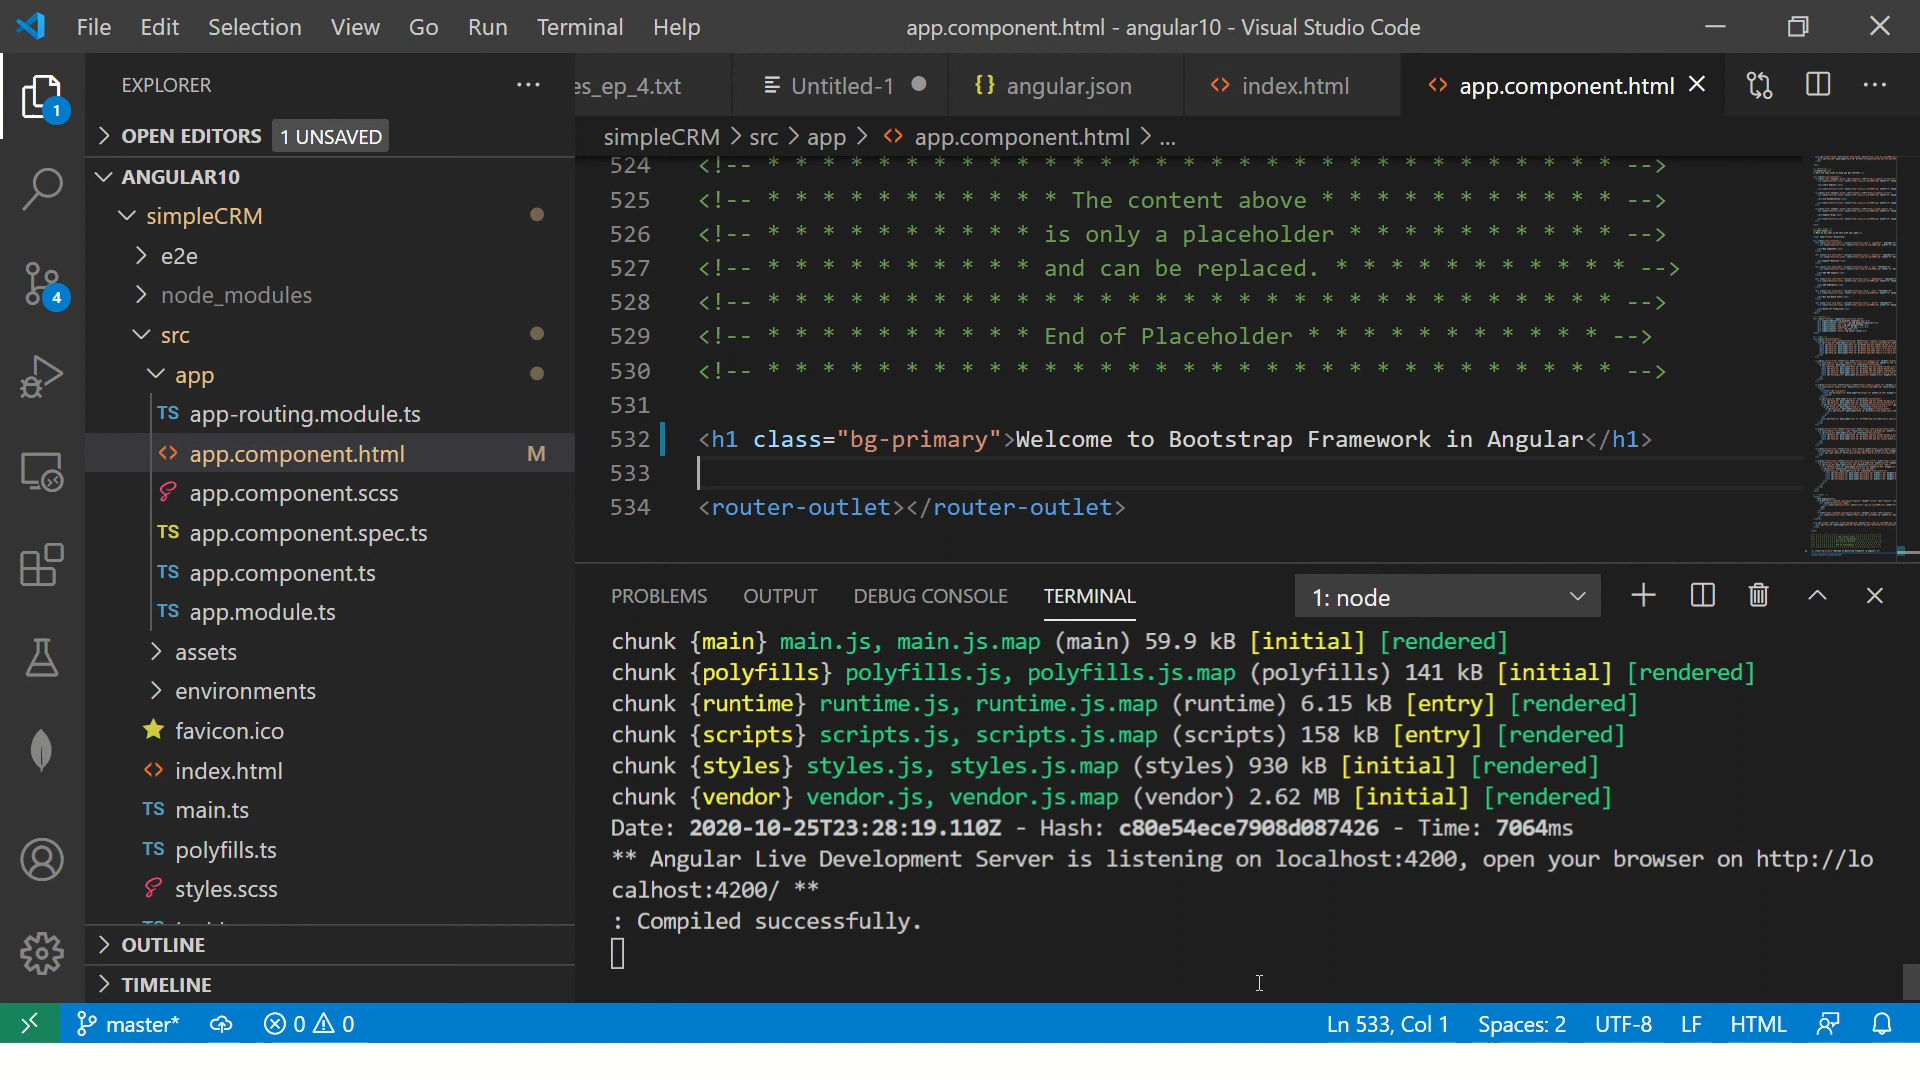 File Edit Selection View Go Run Terminal Help app.component.html - angular10 - Visual Studio Code
EXPLORER
OPEN EDITORS 1 UNSAVED
ANGULAR10
simpleCRM
e2e
node_modules
src
app
TS app-routing.module.ts
<> app.component.html M
app.component.scss
TS app.component.spec.ts
TS app.component.ts
TS app.module.ts
assets
environments
favicon.ico
<> index.html
TS main.ts
TS polyfills.ts
styles.scss
OUTLINE
TIMELINE
1
4
es_ep_4.txt Untitled-1 {} angular.json <> index.html <> app.component.html
simpleCRM > src > app > <> app.component.html > ...
524 <!-- * * * * * * * * * * * * * * * * * * * * * * * * * * * * * * * -->
525 <!-- * * * * * * * * * * * The content above * * * * * * * * * * * -->
526 <!-- * * * * * * * * * * is only a placeholder * * * * * * * * * * -->
527 <!-- * * * * * * * * * * and can be replaced. * * * * * * * * * * * -->
528 <!-- * * * * * * * * * * * * * * * * * * * * * * * * * * * * * * * -->
529 <!-- * * * * * * * * * * End of Placeholder * * * * * * * * * * * -->
530 <!-- * * * * * * * * * * * * * * * * * * * * * * * * * * * * * * * -->
531
532 <h1 class="bg-primary">Welcome to Bootstrap Framework in Angular</h1>
533
534 <router-outlet></router-outlet>
PROBLEMS OUTPUT DEBUG CONSOLE TERMINAL 1: node
chunk {main} main.js, main.js.map (main) 59.9 kB [initial] [rendered]
chunk {polyfills} polyfills.js, polyfills.js.map (polyfills) 141 kB [initial] [rendered]
chunk {runtime} runtime.js, runtime.js.map (runtime) 6.15 kB [entry] [rendered]
chunk {scripts} scripts.js, scripts.js.map (scripts) 158 kB [entry] [rendered]
chunk {styles} styles.js, styles.js.map (styles) 930 kB [initial] [rendered]
chunk {vendor} vendor.js, vendor.js.map (vendor) 2.62 MB [initial] [rendered]
Date: 2020-10-25T23:28:19.110Z - Hash: c80e54ece7908d087426 - Time: 7064ms
** Angular Live Development Server is listening on localhost:4200, open your browser on http://lo
calhost:4200/ **
: Compiled successfully.
master* 0 0 Ln 533, Col 1 Spaces: 2 UTF-8 LF HTML